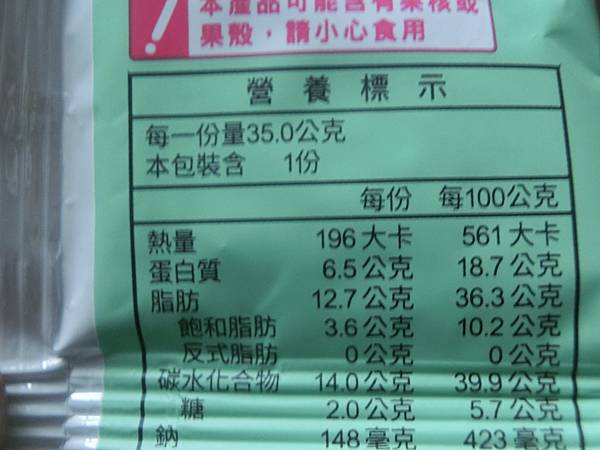 本產品可能含有果核或
果殼，請小心食用
營養標示
每一份量35.0公克
本包裝含 1份
每份 每100公克
熱量 196大卡 561大卡
蛋白質 6.5公克 18.7公克
脂肪 12.7公克 36.3公克
飽和脂肪 3.6公克 10.2公克
反式脂肪 0公克 0公克
碳水化合物 14.0公克 39.9公克
糖 2.0公克 5.7公克
鈉 148毫克 423毫克